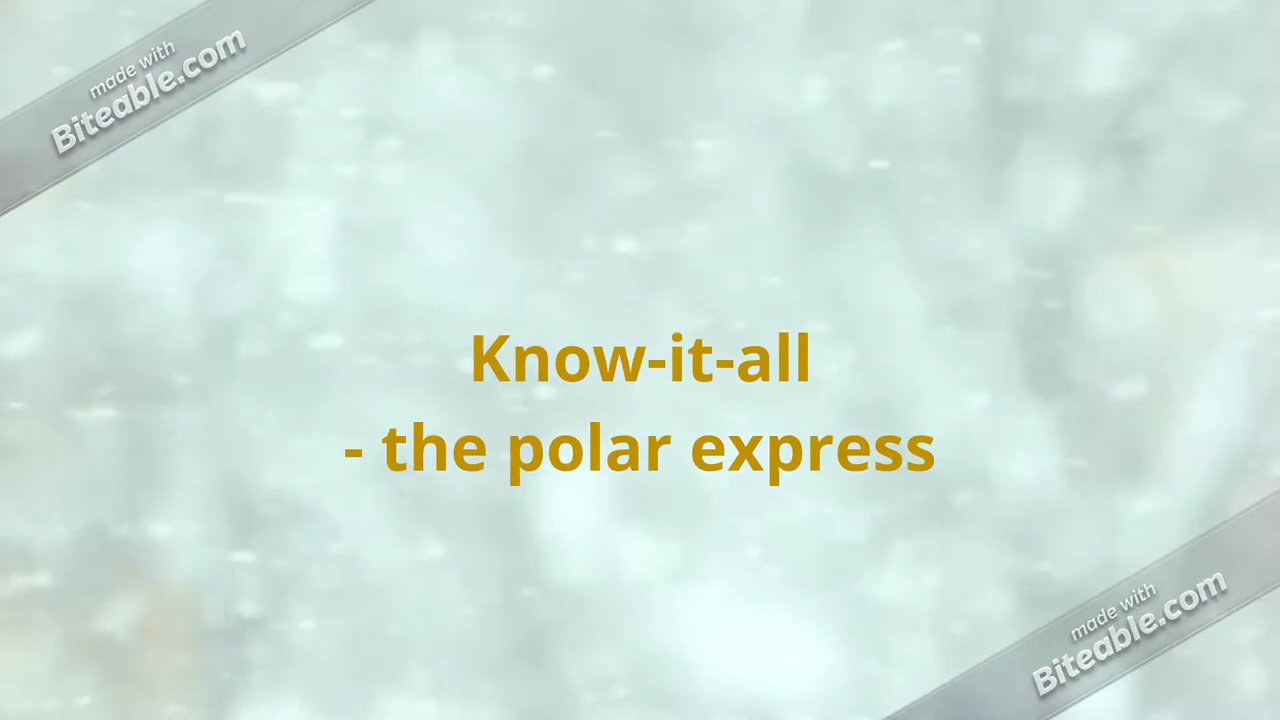 made with
Biteable.com
Know-it-all
- the polar express
made with
Biteable.com